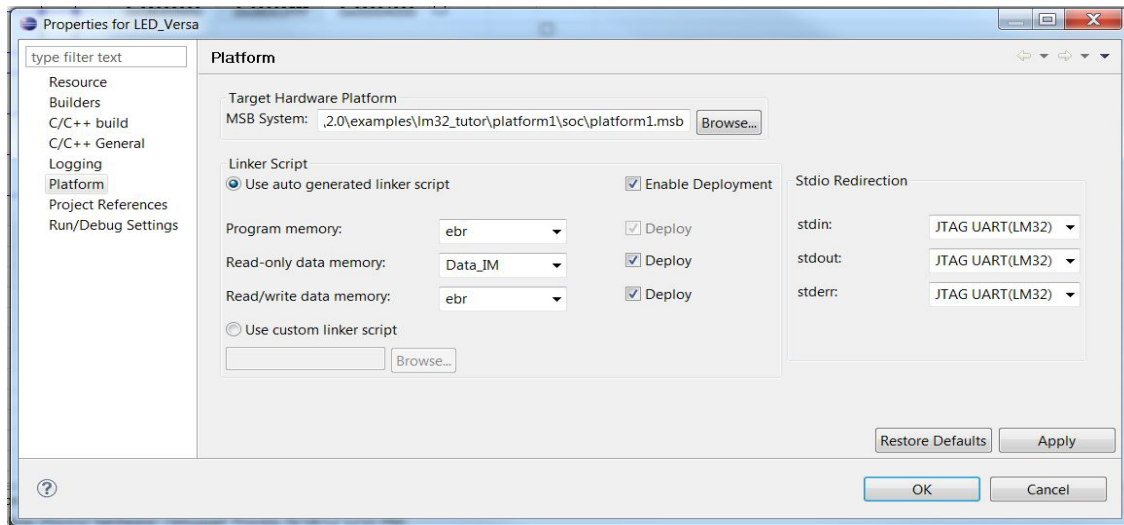 Properties for LED_Versa
type filter text
Resource
Builders
C/C++ build
C/C++ General
Logging
Platform
Project References
Run/Debug Settings
Platform
Target Hardware Platform
MSB System: ,2.0\examples\lm32_tutor\platform1\soc\platform1.msb Browse...
Linker Script
Use auto generated linker script Enable Deployment
Program memory: ebr Deploy
Read-only data memory: Data_IM Deploy
Read/write data memory: ebr Deploy
Use custom linker script
Browse...
Stdio Redirection
stdin: JTAG UART(LM32)
stdout: JTAG UART(LM32)
stderr: JTAG UART(LM32)
Restore Defaults Apply
OK Cancel